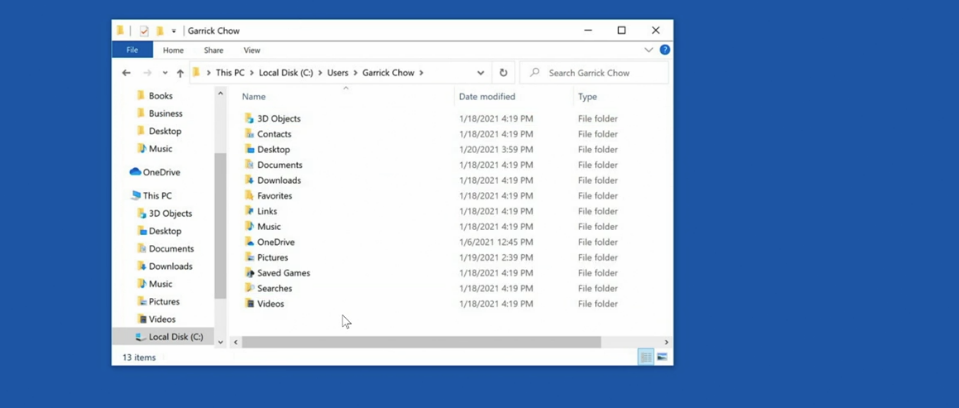 Garrick Chow
File Home Share View
This PC Local Disk (C:) Users Garrick Chow Search Garrick Chow
Name Date modified Type
Books
Business
Desktop
Music
OneDrive
This PC
3D Objects
Desktop
Documents
Downloads
Music
Pictures
Videos
Local Disk (C:)
3D Objects 1/18/2021 4:19 PM File folder
Contacts 1/18/2021 4:19 PM File folder
Desktop 1/20/2021 3:59 PM File folder
Documents 1/18/2021 4:19 PM File folder
Downloads 1/18/2021 4:19 PM File folder
Favorites 1/18/2021 4:19 PM File folder
Links 1/18/2021 4:19 PM File folder
Music 1/18/2021 4:19 PM File folder
OneDrive 1/6/2021 12:45 PM File folder
Pictures 1/19/2021 2:39 PM File folder
Saved Games 1/18/2021 4:19 PM File folder
Searches 1/18/2021 4:19 PM File folder
Videos 1/18/2021 4:19 PM File folder
13 items